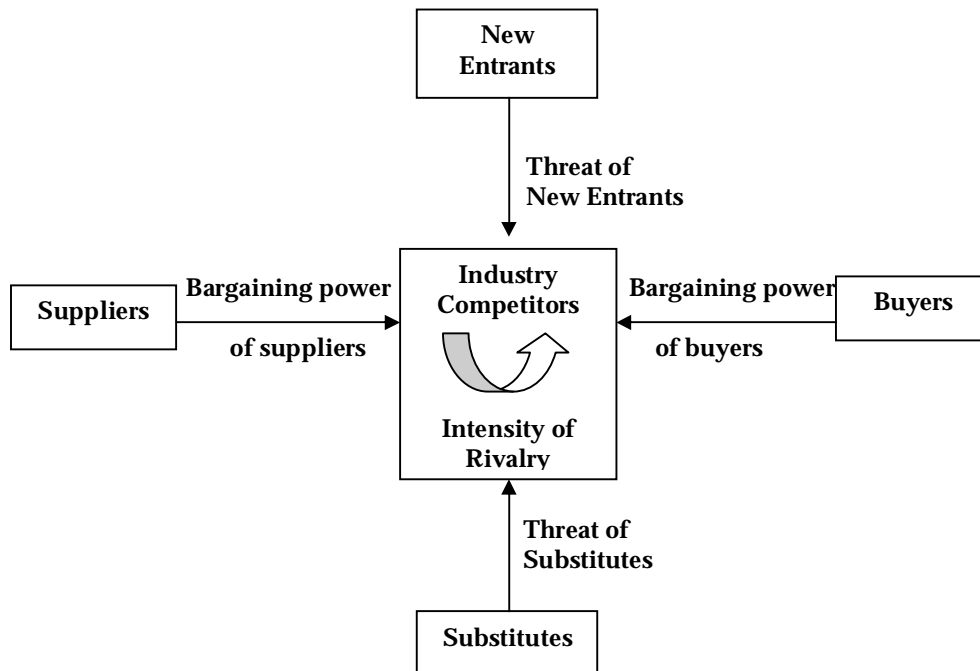 New
Entrants
Threat of
New Entrants
Suppliers
Bargaining power
of suppliers
Industry
Competitors
Intensity of
Rivalry
Bargaining power
of buyers
Buyers
Threat of
Substitutes
Substitutes